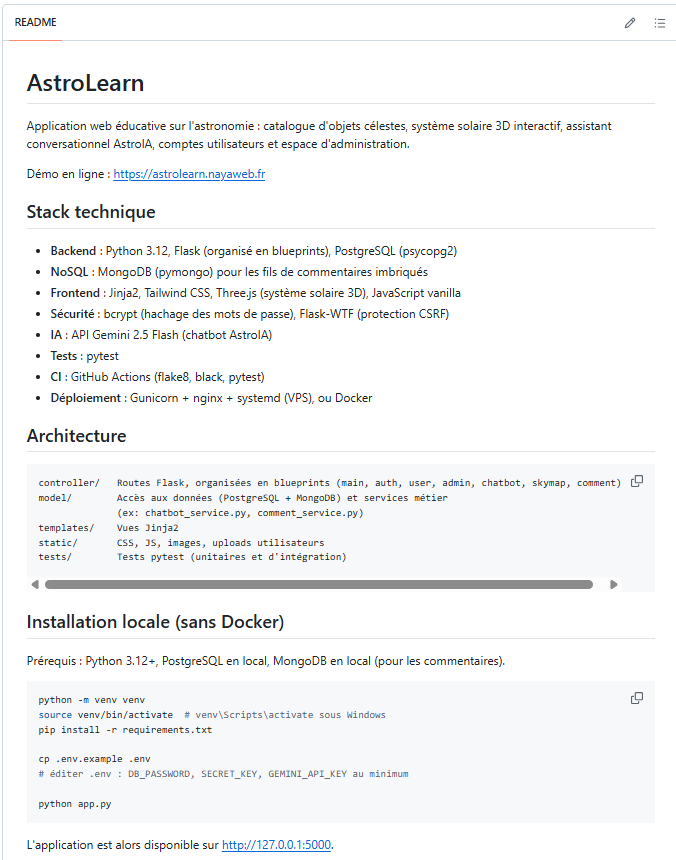 README
AstroLearn
Application web éducative sur l'astronomie : catalogue d'objets célestes, système solaire 3D interactif, assistant
conversationnel AstroIA, comptes utilisateurs et espace d'administration.
Démo en ligne : https://astrolearn.nayaweb.fr
Stack technique
• Backend : Python 3.12, Flask (organisé en blueprints), PostgreSQL (psycopg2)
• NoSQL : MongoDB (pymongo) pour les fils de commentaires imbriqués
• Frontend : Jinja2, Tailwind CSS, Three.js (système solaire 3D), JavaScript vanilla
• Sécurité : bcrypt (hachage des mots de passe), Flask-WTF (protection CSRF)
• IA : API Gemini 2.5 Flash (chatbot AstroIA)
• Tests : pytest
• CI : GitHub Actions (flake8, black, pytest)
• Déploiement : Gunicorn + nginx + systemd (VPS), ou Docker
Architecture
controller/   Routes Flask, organisées en blueprints (main, auth, user, admin, chatbot, skymap, comment)
model/        Accès aux données (PostgreSQL + MongoDB) et services métier
              (ex: chatbot_service.py, comment_service.py)
templates/    Vues Jinja2
static/       CSS, JS, images, uploads utilisateurs
tests/        Tests pytest (unitaires et d'intégration)
Installation locale (sans Docker)
Prérequis : Python 3.12+, PostgreSQL en local, MongoDB en local (pour les commentaires).
python -m venv venv
source venv/bin/activate  # venv\Scripts\activate sous Windows
pip install -r requirements.txt
cp .env.example .env
# éditer .env : DB_PASSWORD, SECRET_KEY, GEMINI_API_KEY au minimum
python app.py
L'application est alors disponible sur http://127.0.0.1:5000.